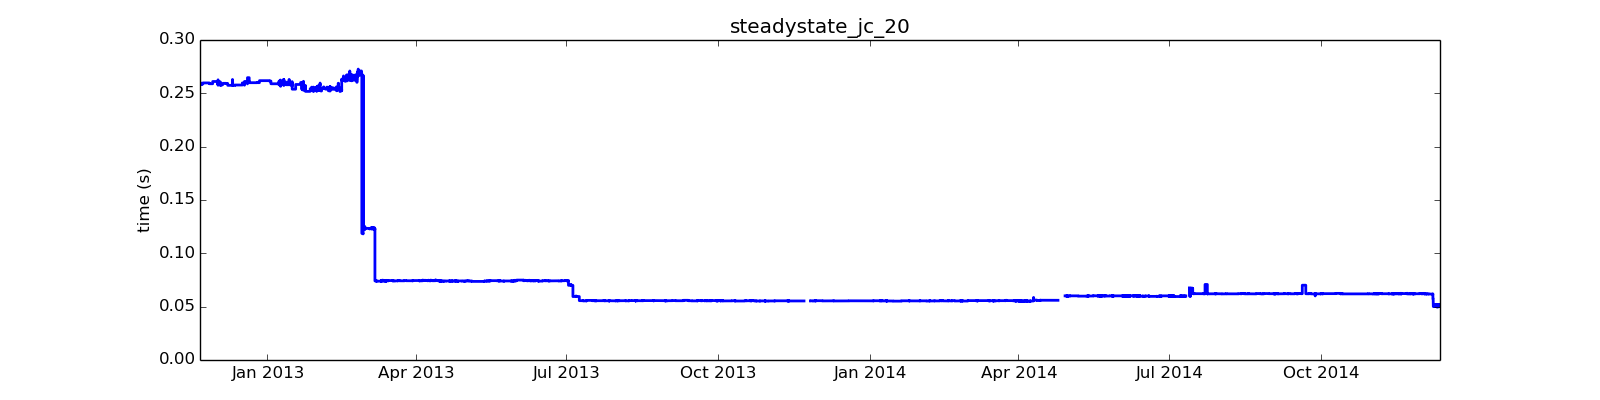 steadystate_jc_20
time (s)
0.30
0.25
0.20
0.15
0.10
0.05
0.00
Jan 2013
Apr 2013
Jul 2013
Oct 2013
Jan 2014
Apr 2014
Jul 2014
Oct 2014